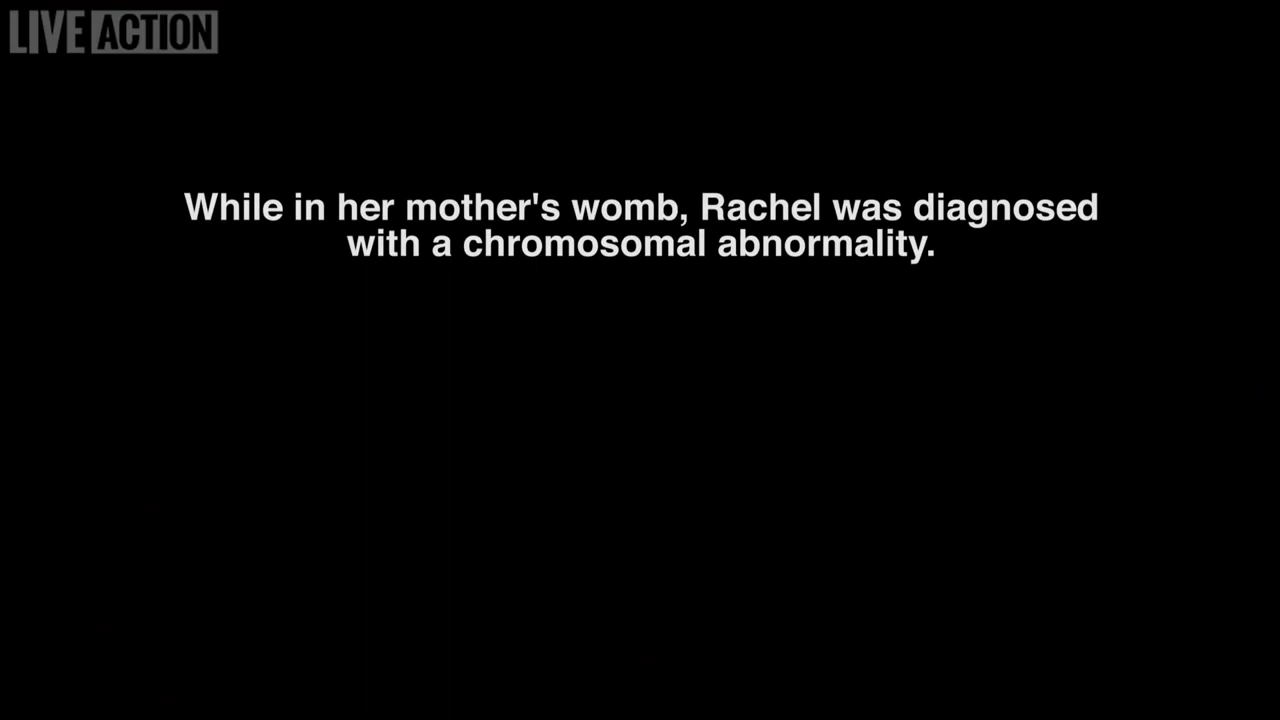 LIVE ACTION
While in her mother's womb, Rachel was diagnosed
with a chromosomal abnormality.